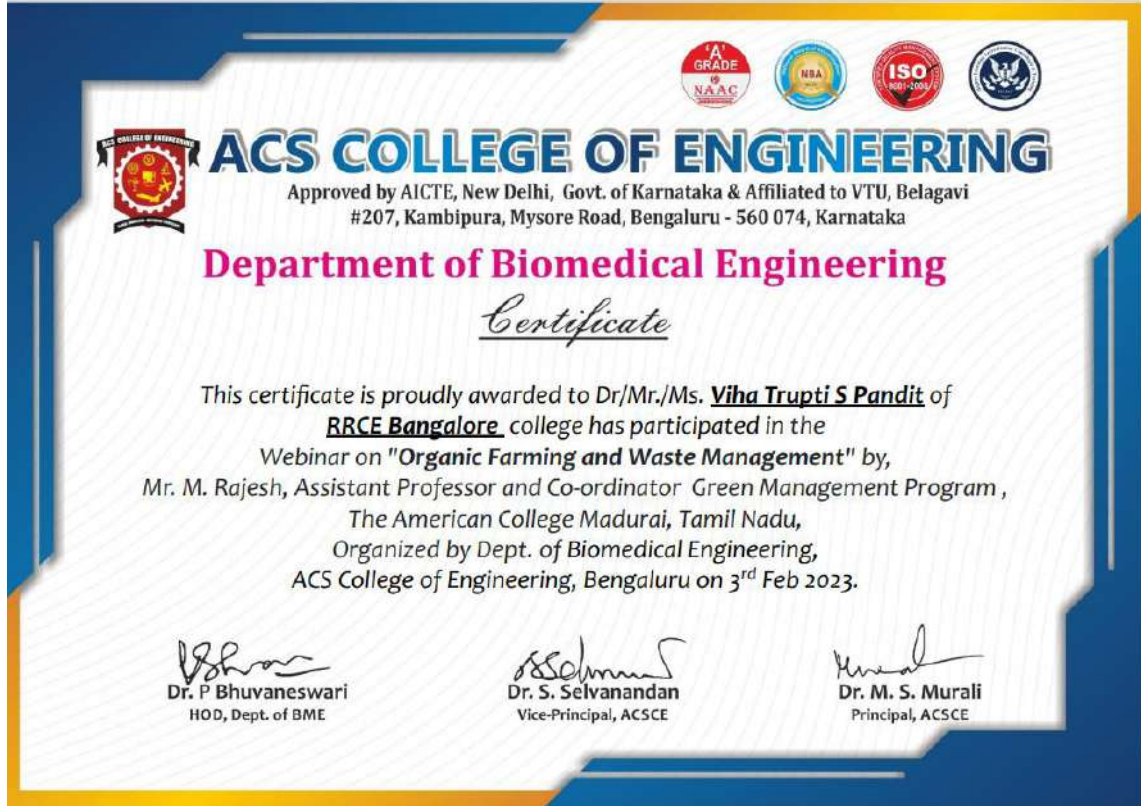 'A'
GRADE
NAAC
NBA
ISO
9001-2008
ACS COLLEGE OF ENGINEERING
ACS COLLEGE OF ENGINEERING
Approved by AICTE, New Delhi, Govt. of Karnataka & Affiliated to VTU, Belagavi
#207, Kambipura, Mysore Road, Bengaluru - 560 074, Karnataka
Department of Biomedical Engineering
Certificate
This certificate is proudly awarded to Dr/Mr./Ms. Viha Trupti S Pandit of
RRCE Bangalore college has participated in the
Webinar on "Organic Farming and Waste Management" by,
Mr. M. Rajesh, Assistant Professor and Co-ordinator Green Management Program ,
The American College Madurai, Tamil Nadu,
Organized by Dept. of Biomedical Engineering,
ACS College of Engineering, Bengaluru on 3rd Feb 2023.
Dr. P Bhuvaneswari
HOD, Dept. of BME
Dr. S. Selvanandan
Vice-Principal, ACSCE
Dr. M. S. Murali
Principal, ACSCE